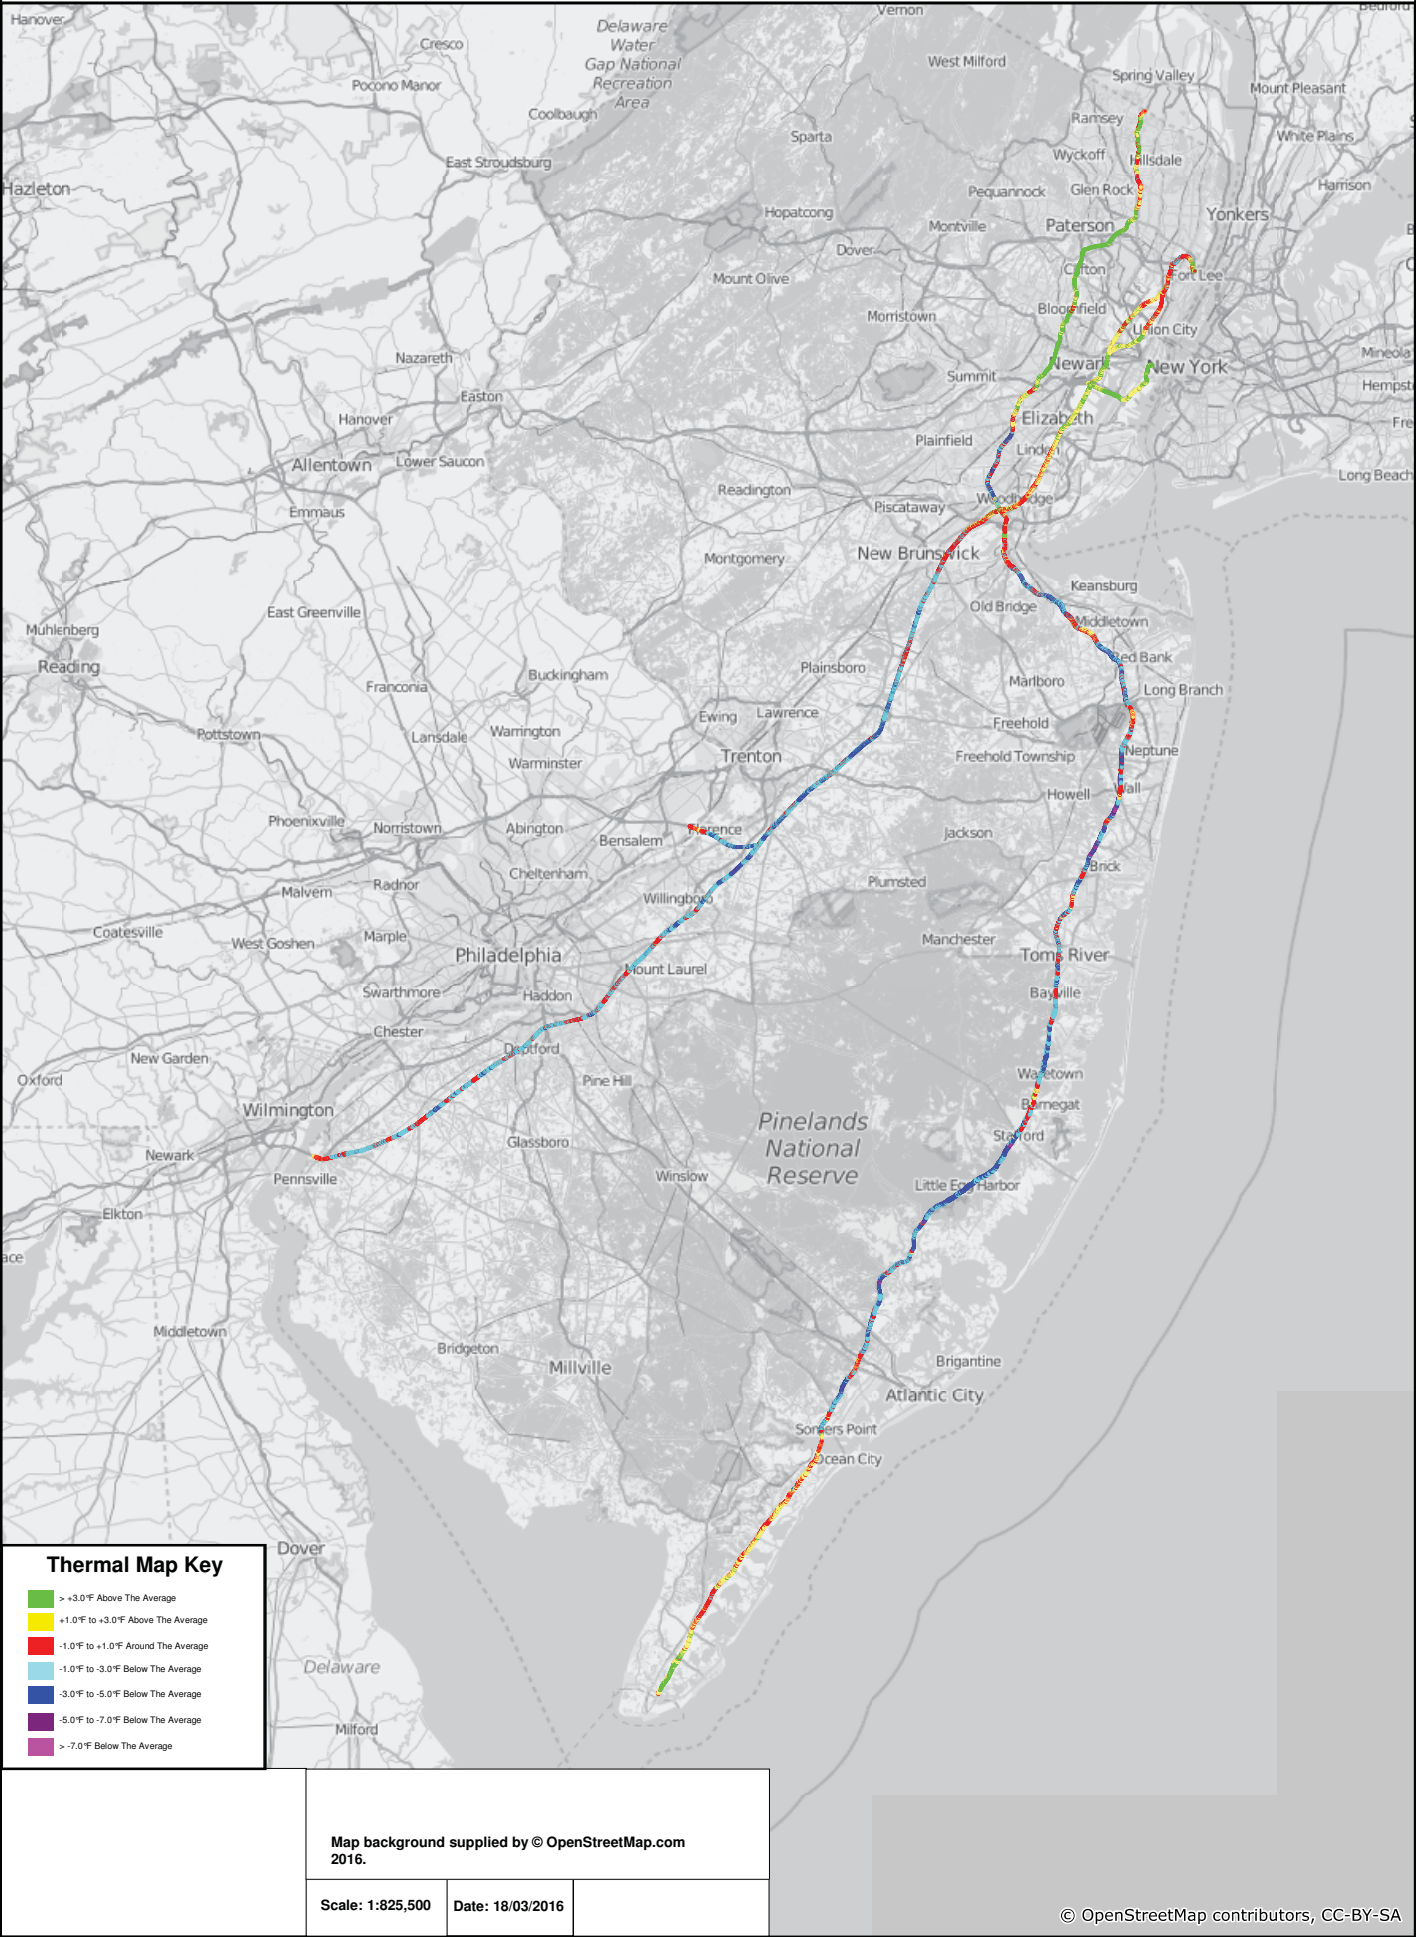 Hanover
Delaware
Water
Gap National
Recreation
Area
Vernon
Cresco
West Milford
Spring Valley
Pocono Manor
Mount Pleasant
Coolbaugh
Ramsey
Sparta
White Plains
East Stroudsburg
Wyckoff
Hillsdale
Hazleton
Pequannock
Glen Rock
Harrison
Hopatcong
Yonkers
Montville
Paterson
Dover
Clifton
Fort Lee
Mount Olive
Bloomfield
Morristown
Union City
Nazareth
Newark
New York
Mineola
Summit
Easton
Hanover
Elizabeth
Plainfield
Linden
Allentown
Lower Saucon
Long Beach
Readington
Woodbridge
Piscataway
Emmaus
New Brunswick
Montgomery
Keansburg
East Greenville
Old Bridge
Middletown
Muhlenberg
Red Bank
Reading
Plainsboro
Buckingham
Marlboro
Franconia
Long Branch
Ewing
Lawrence
Freehold
Pottstown
Lansdale
Warrington
Neptune
Trenton
Freehold Township
Warminster
Howell
Wall
Phoenixville
Norristown
Abington
Florence
Jackson
Bensalem
Brick
Cheltenham
Radnor
Plumsted
Malvern
Willingboro
Coatesville
West Goshen
Marple
Manchester
Philadelphia
Toms River
Mount Laurel
Swarthmore
Haddon
Bayville
Chester
Deptford
New Garden
Waretown
Oxford
Pine Hill
Wilmington
Barnegat
Pinelands
National
Reserve
Stafford
Glassboro
Newark
Winslow
Pennsville
Little Egg Harbor
Elkton
Middletown
Bridgeton
Millville
Brigantine
Atlantic City
Somers Point
Ocean City
Dover
Delaware
Milford
Thermal Map Key
> +3.0°F Above The Average
+1.0°F to +3.0°F Above The Average
-1.0°F to +1.0°F Around The Average
-1.0°F to -3.0°F Below The Average
-3.0°F to -5.0°F Below The Average
-5.0°F to -7.0°F Below The Average
> -7.0°F Below The Average
Map background supplied by © OpenStreetMap.com
2016.
Scale: 1:825,500
Date: 18/03/2016
© OpenStreetMap contributors, CC-BY-SA